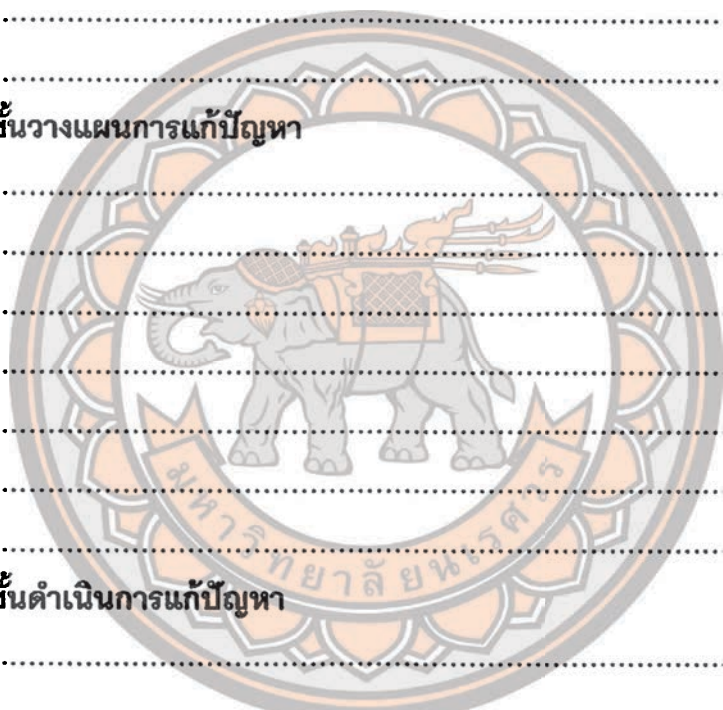 ขั้นวางแผนการแก้ปัญหา
มหาวิทยาลัยนเรศวร
ขั้นดำเนินการแก้ปัญหา